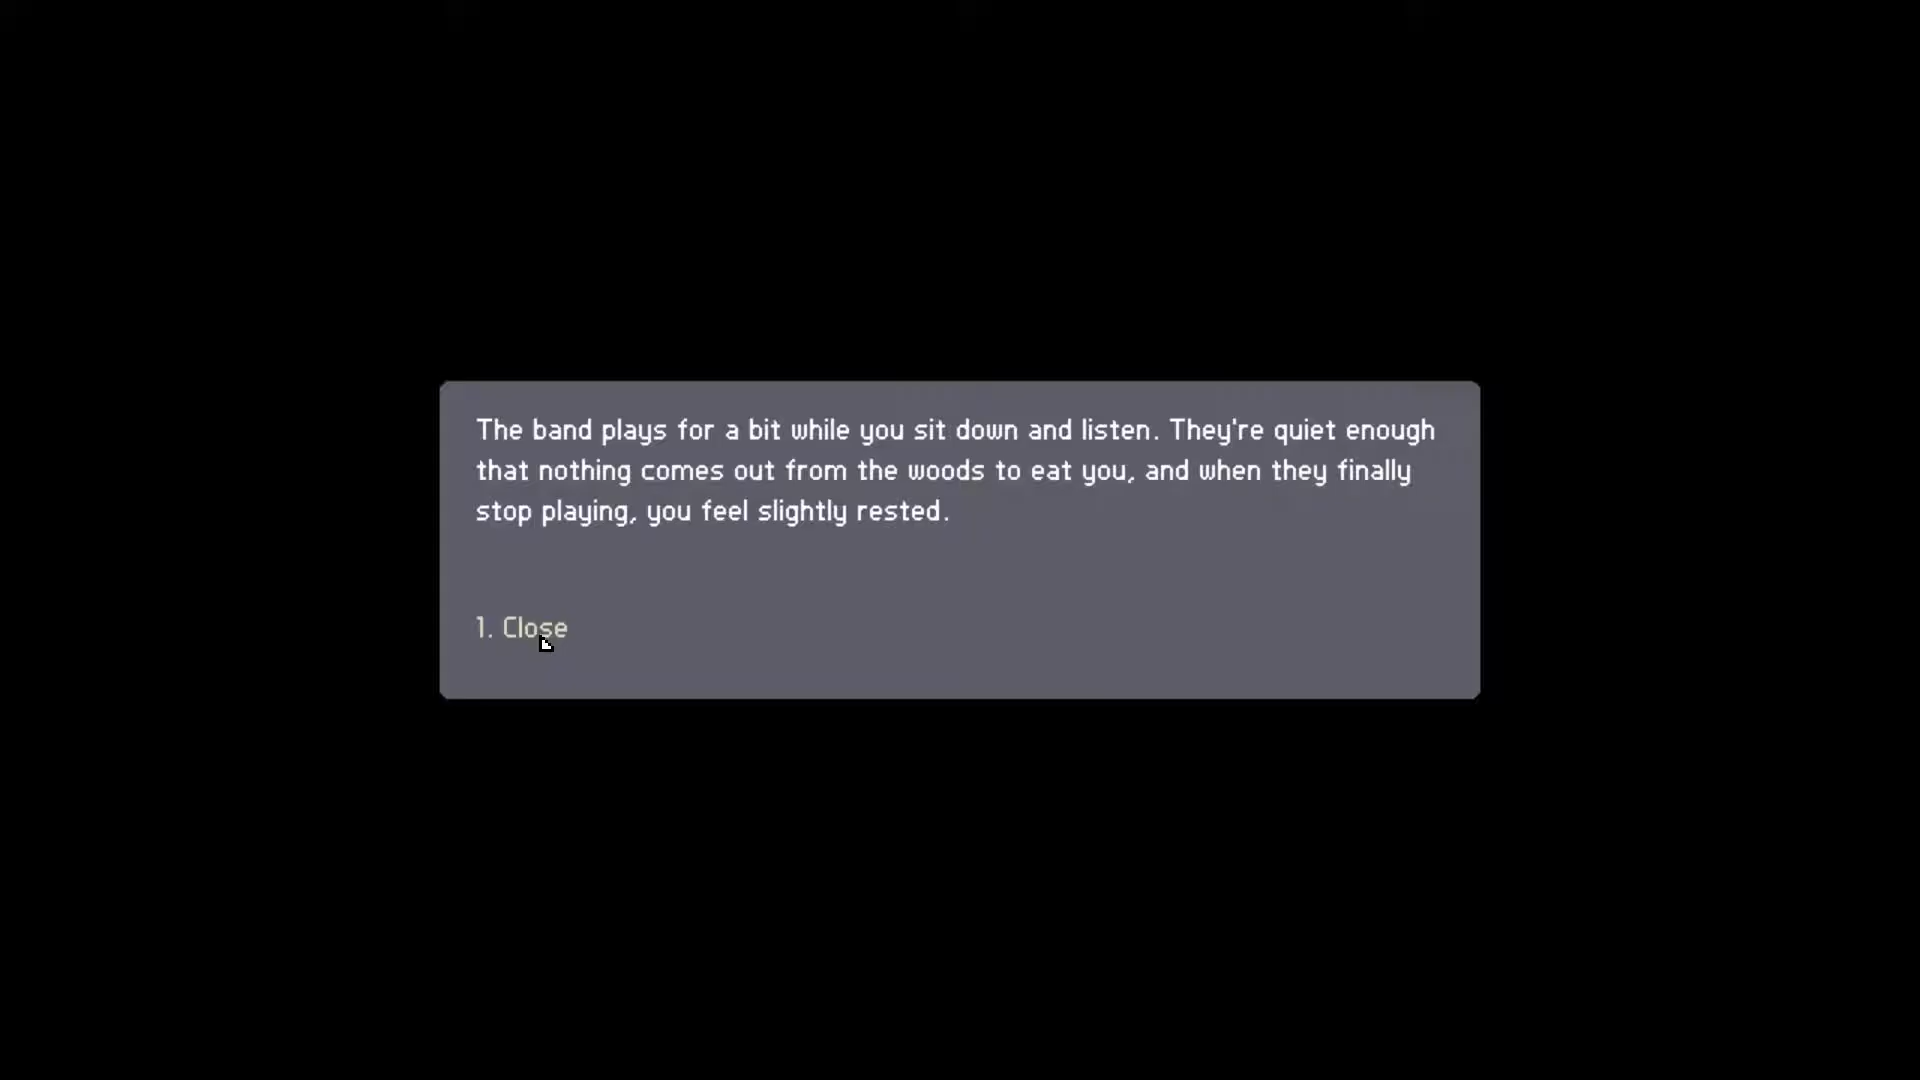 The band plays for a bit while you sit down and listen. They're quiet enough
that nothing comes out from the woods to eat you, and when they finally
stop playing, you feel slightly rested.
1. Close